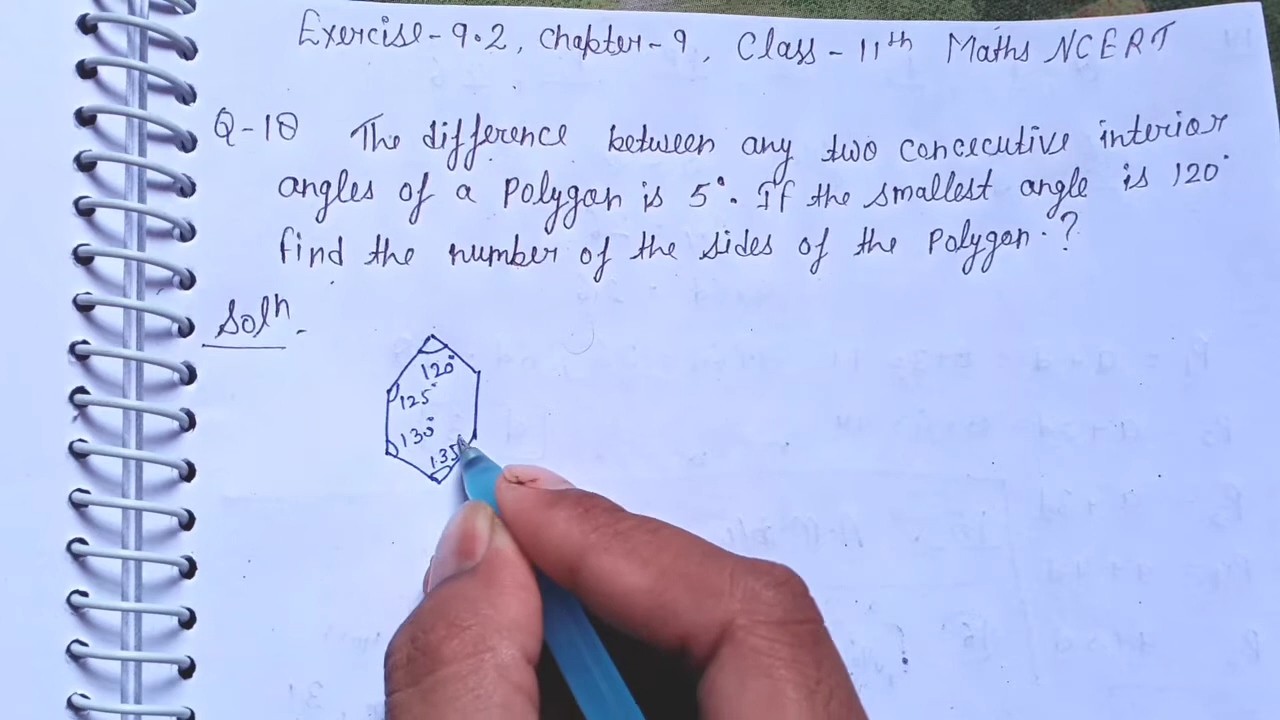 Exercise-9.2, Chapter-9, Class-11th Maths NCERT
Q-18 The difference between any two concecutive interior
angles of a Polygon is 5°. If the smallest angle is 120°
find the number of the sides of the Polygon.?
Solⁿ.
120°
125°
130°
135